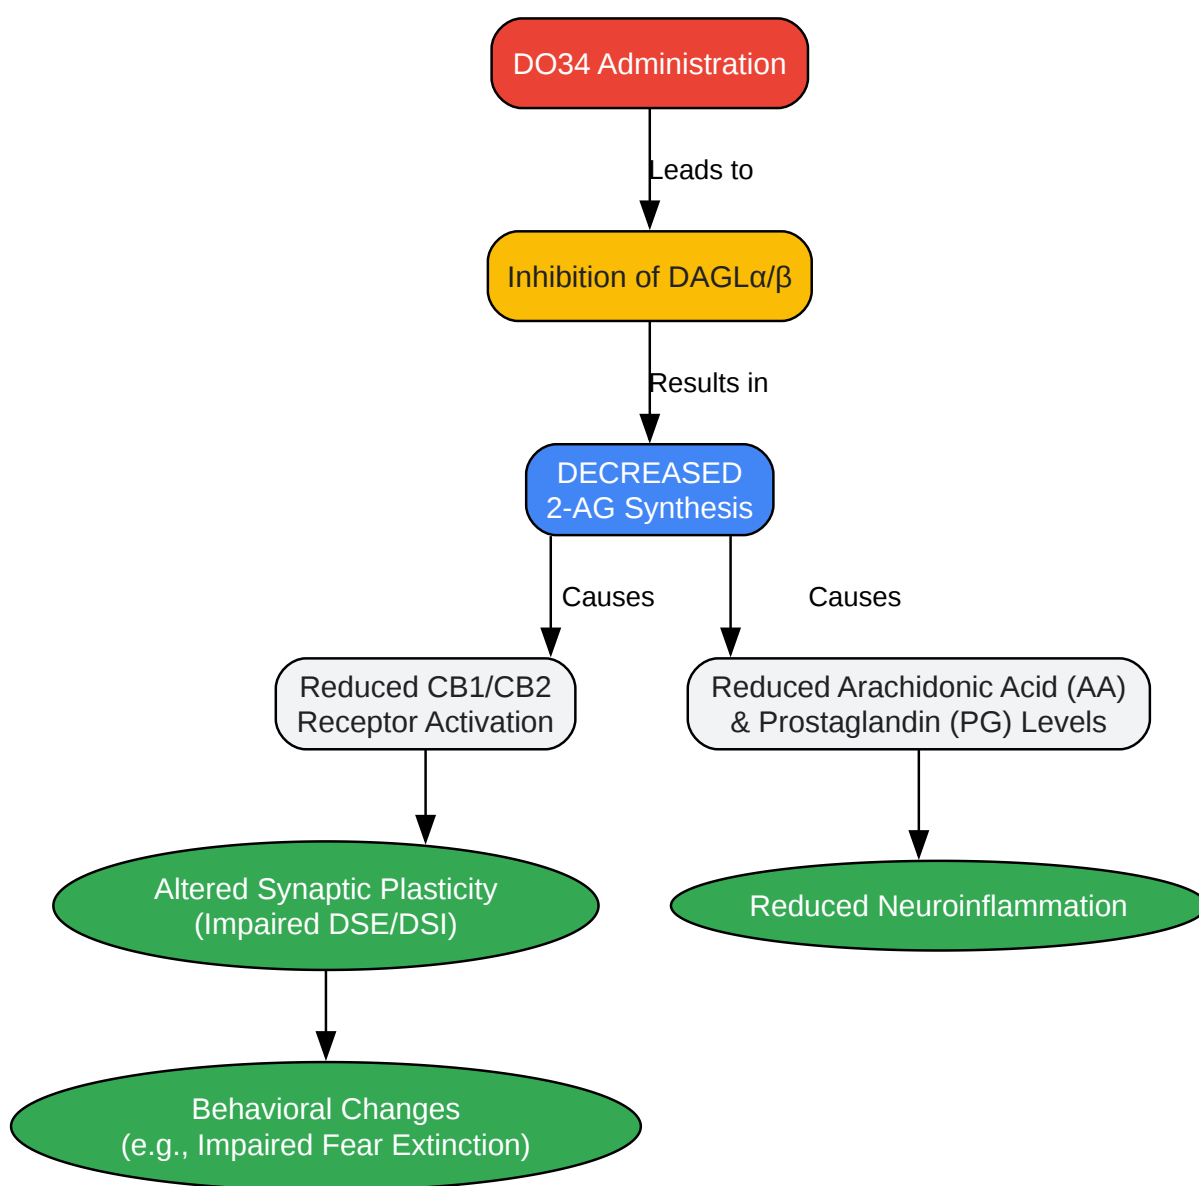 DO34 Administration
Leads to
Inhibition of DAGLα/β
Results in
DECREASED
2-AG Synthesis
Causes
Causes
Reduced CB1/CB2
Receptor Activation
Reduced Arachidonic Acid (AA)
& Prostaglandin (PG) Levels
Altered Synaptic Plasticity
(Impaired DSE/DSI)
Reduced Neuroinflammation
Behavioral Changes
(e.g., Impaired Fear Extinction)